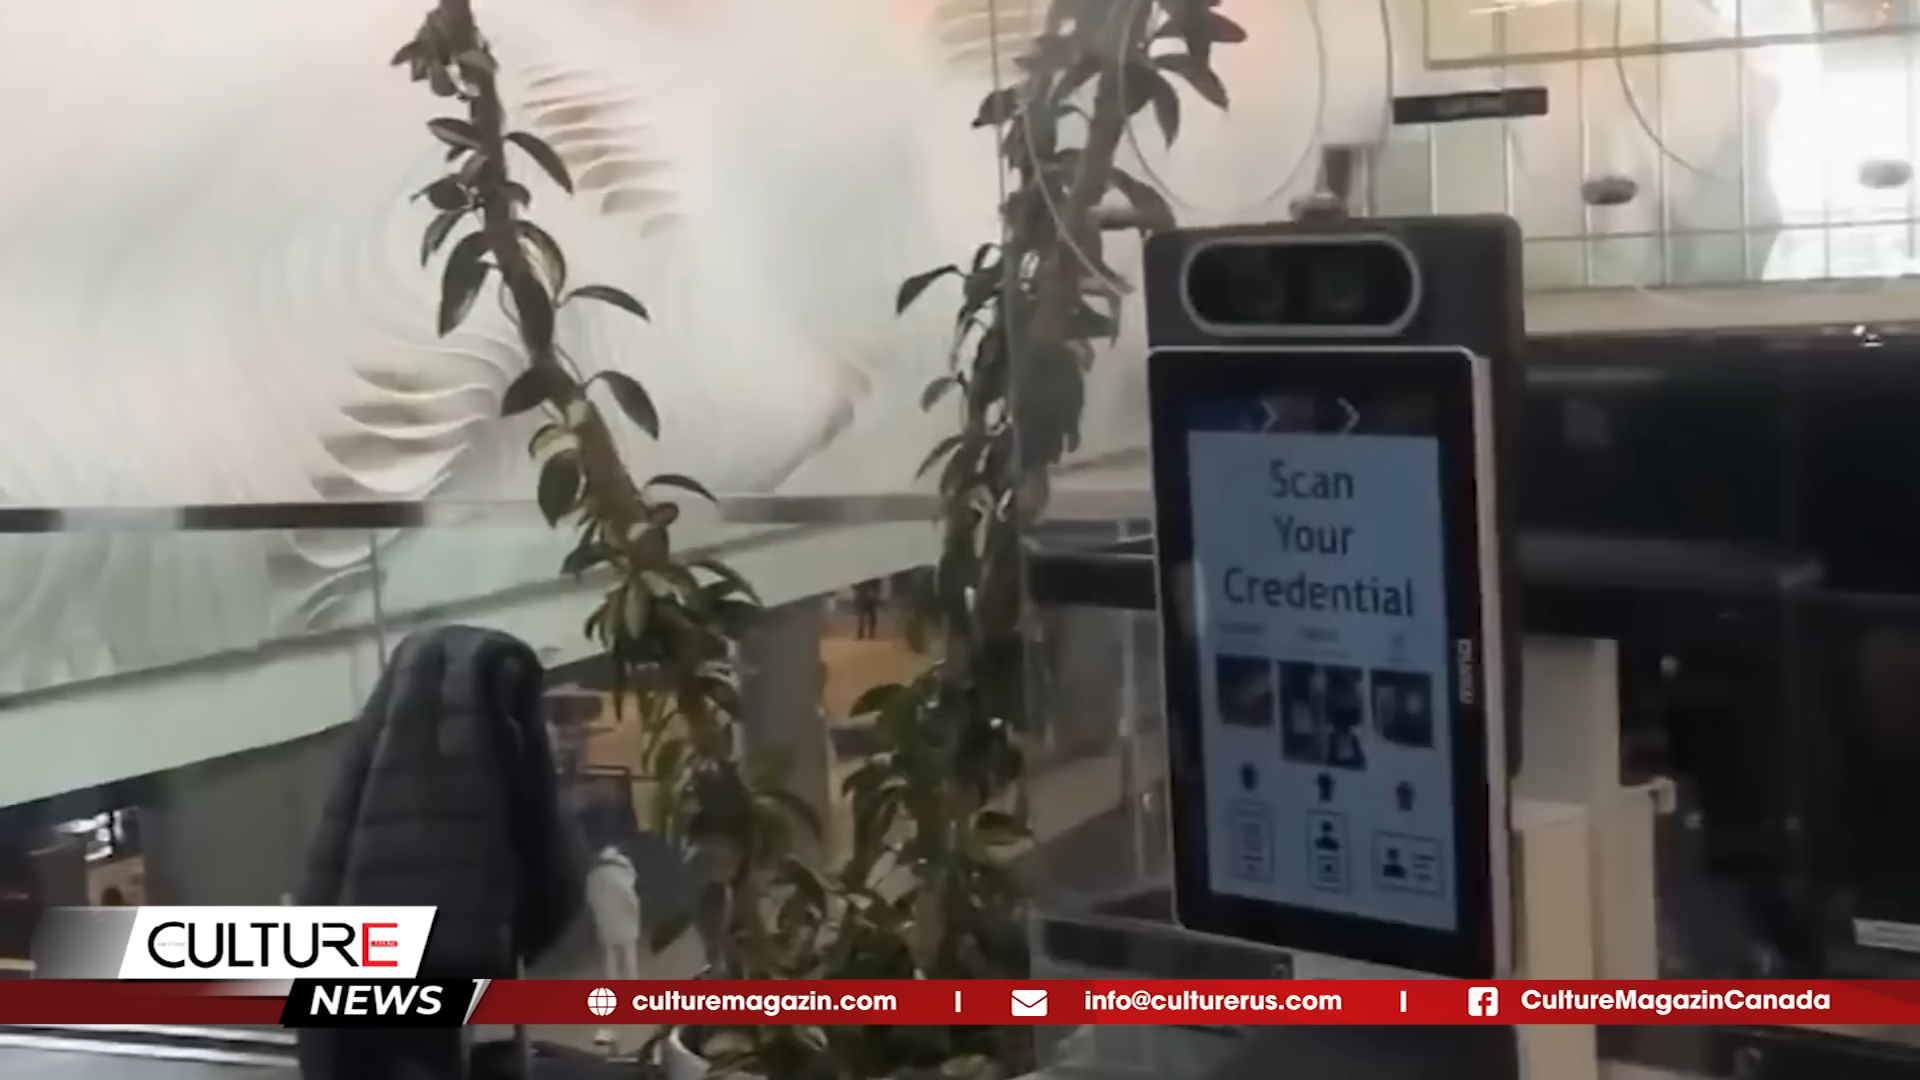 Scan
Your
Credential
CULTURE
NEWS
culturemagazin.com | info@culturerus.com | CultureMagazinCanada